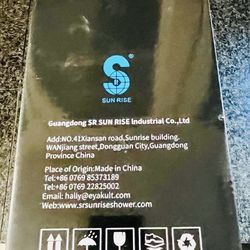 S
SUN RISE
Guangdong SR SUN RISE Industrial Co.,Ltd
Add:NO.41Xiansan road,Sunrise building.
WANjiang street,Dongguan City,Guangdong
Province China
Place of Origin:Made in China
Tel:+86 0769 85373189
Tel:+86 0769 22825002
Email: haliy@eyakult.com
Web:www.srsunriseshower.com